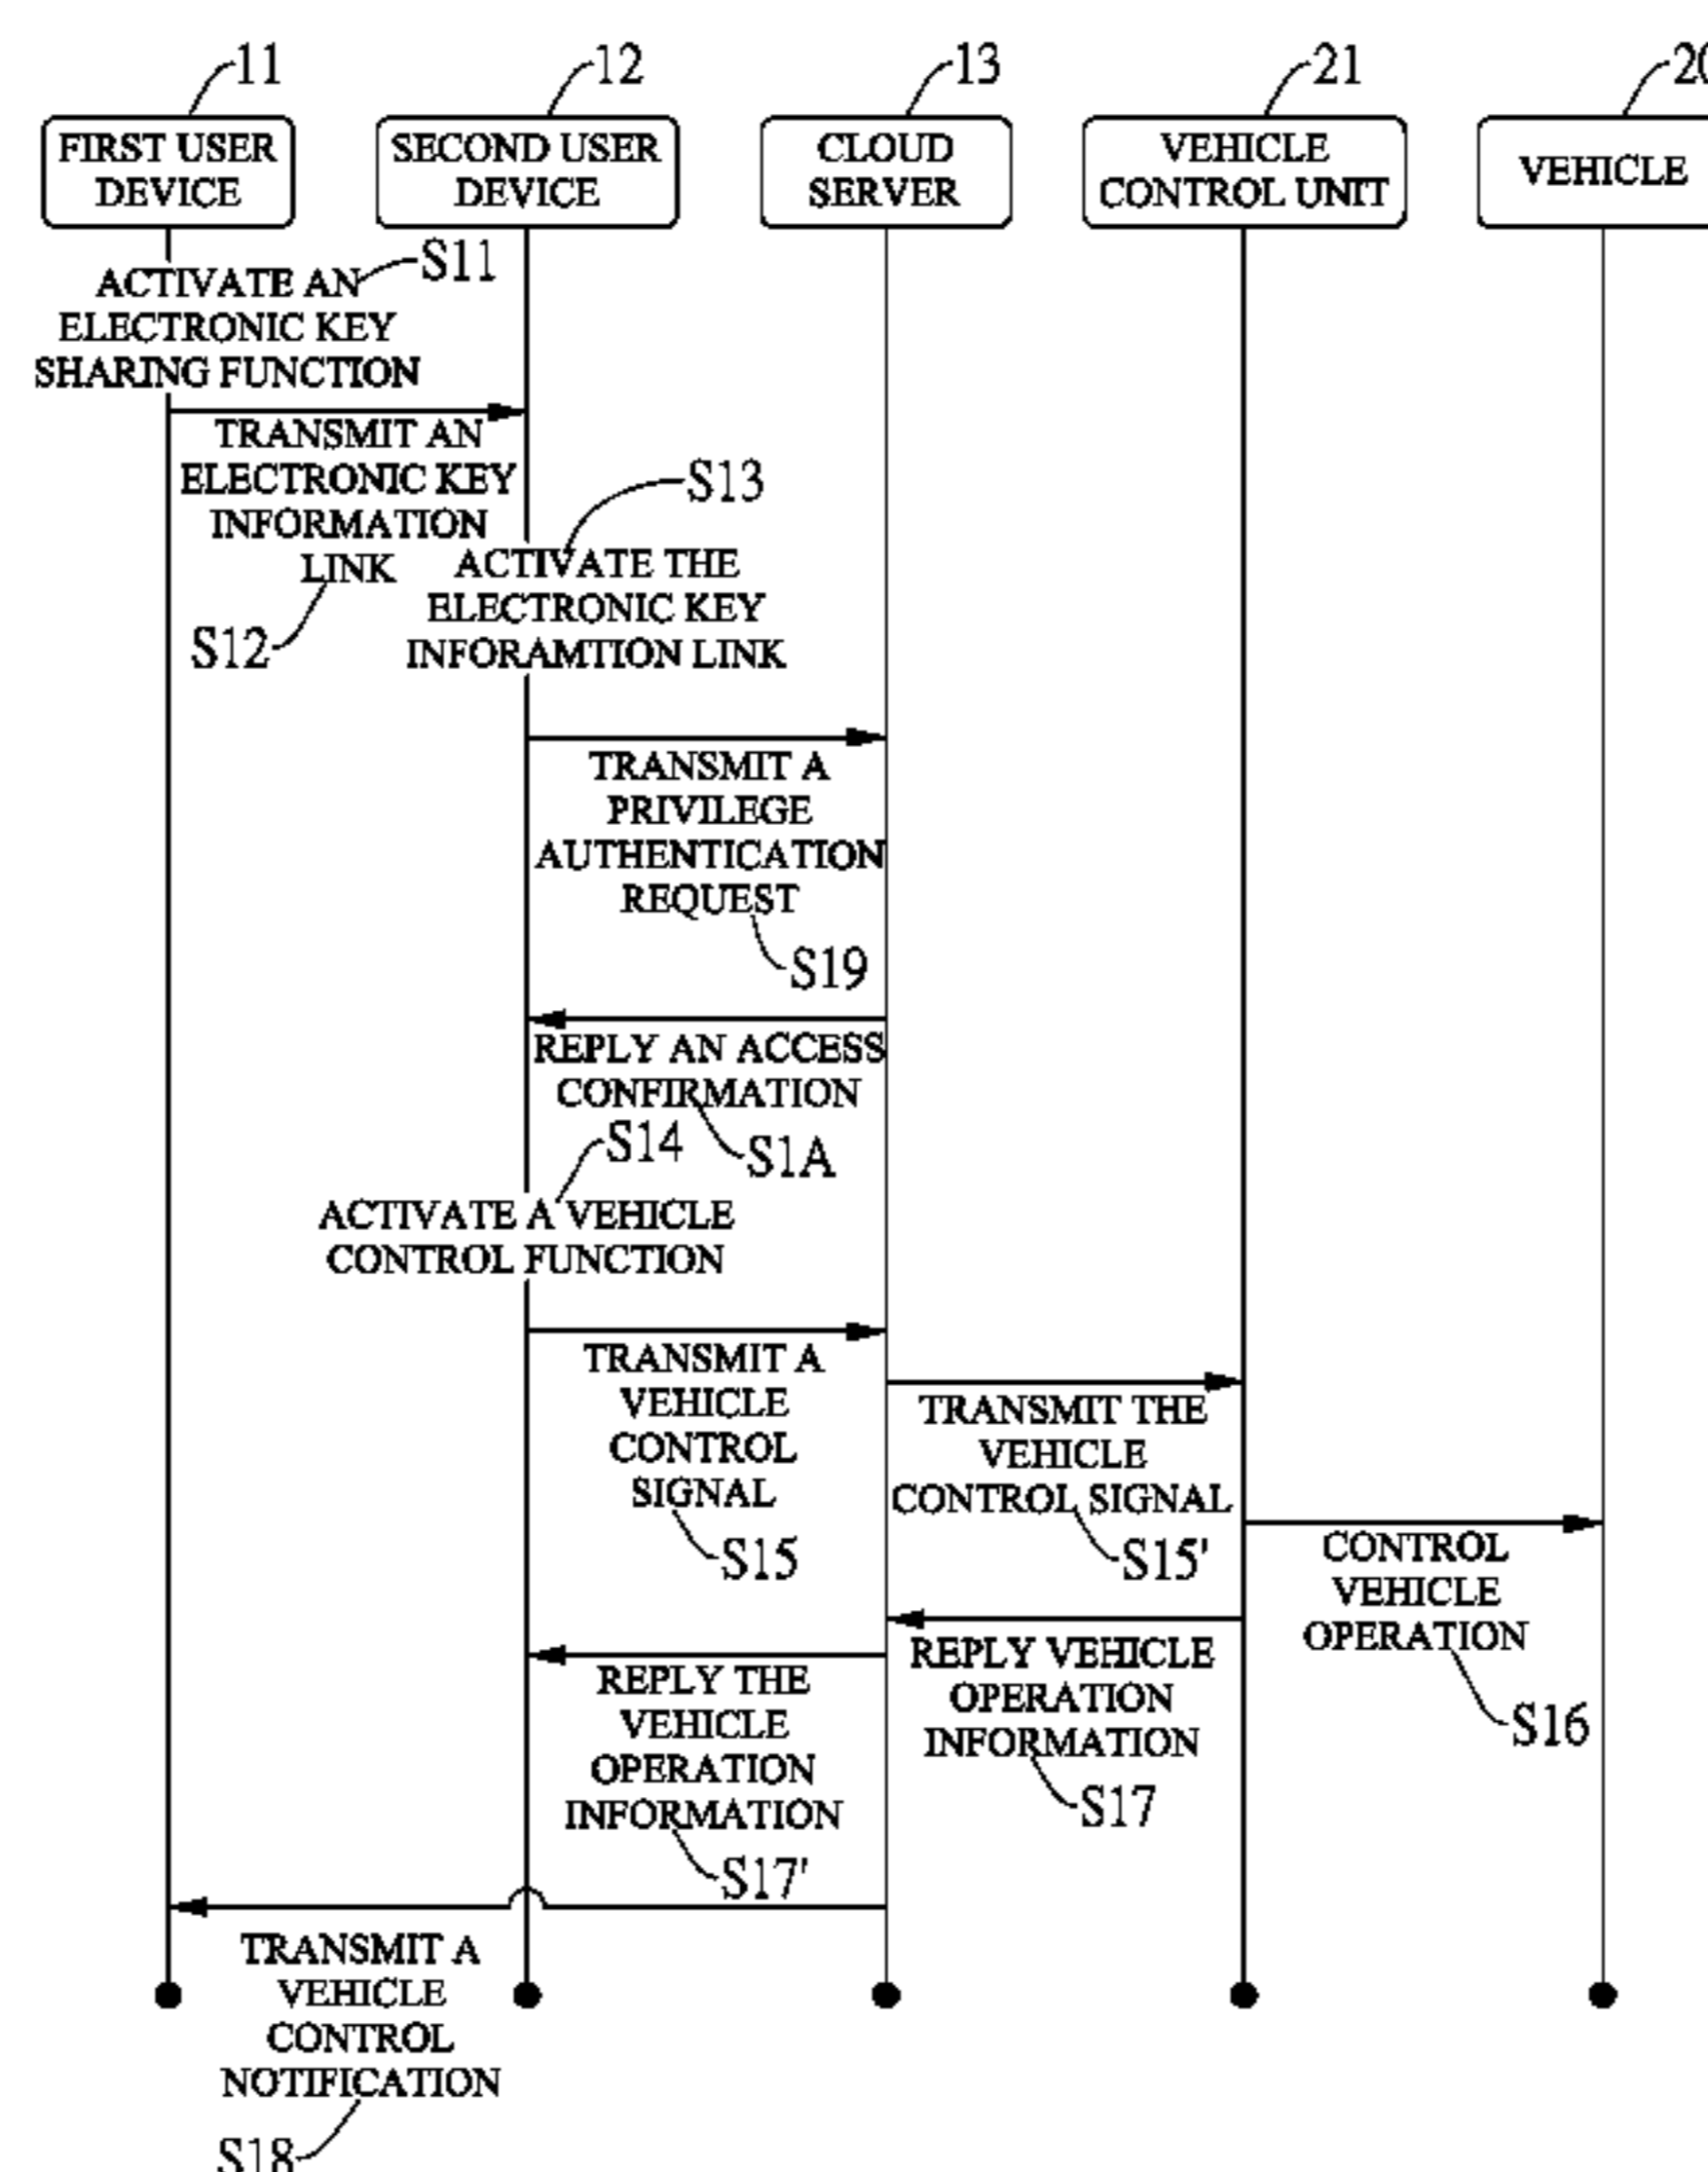 11
12
13
21
20
FIRST USER
DEVICE
SECOND USER
DEVICE
CLOUD
SERVER
VEHICLE
CONTROL UNIT
VEHICLE
S11
ACTIVATE AN
ELECTRONIC KEY
SHARING FUNCTION
TRANSMIT AN
ELECTRONIC KEY
INFORMATION
LINK
S12
S13
ACTIVATE THE
ELECTRONIC KEY
INFORAMTION LINK
TRANSMIT A
PRIVILEGE
AUTHENTICATION
REQUEST
S19
REPLY AN ACCESS
CONFIRMATION
S1A
S14
ACTIVATE A VEHICLE
CONTROL FUNCTION
TRANSMIT A
VEHICLE
CONTROL
SIGNAL
S15
TRANSMIT THE
VEHICLE
CONTROL SIGNAL
S15'
CONTROL
VEHICLE
OPERATION
S16
REPLY VEHICLE
OPERATION
INFORMATION
S17
REPLY THE
VEHICLE
OPERATION
INFORMATION
S17'
TRANSMIT A
VEHICLE
CONTROL
NOTIFICATION
S18